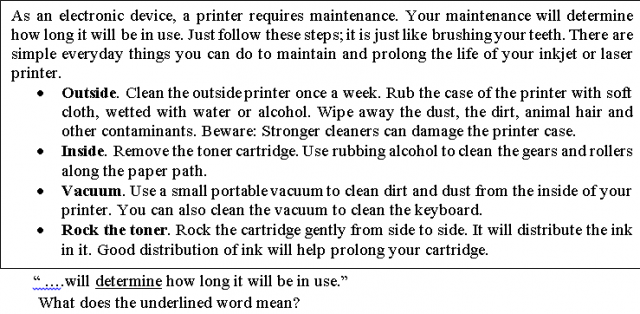 As an electronic device, a printer requires maintenance. Your maintenance will determine
how long it will be in use. Just follow these steps; it is just like brushing your teeth. There are
simple everyday things you can do to maintain and prolong the life of your inkjet or laser
printer.
• Outside. Clean the outside printer once a week. Rub the case of the printer with soft
cloth, wetted with water or alcohol. Wipe away the dust, the dirt, animal hair and
other contaminants. Beware: Stronger cleaners can damage the printer case.
• Inside. Remove the toner cartridge. Use rubbing alcohol to clean the gears and rollers
along the paper path.
• Vacuum. Use a small portable vacuum to clean dirt and dust from the inside of your
printer. You can also clean the vacuum to clean the keyboard.
• Rock the toner. Rock the cartridge gently from side to side. It will distribute the ink
in it. Good distribution of ink will help prolong your cartridge.
“ ….will determine how long it will be in use.”
What does the underlined word mean?